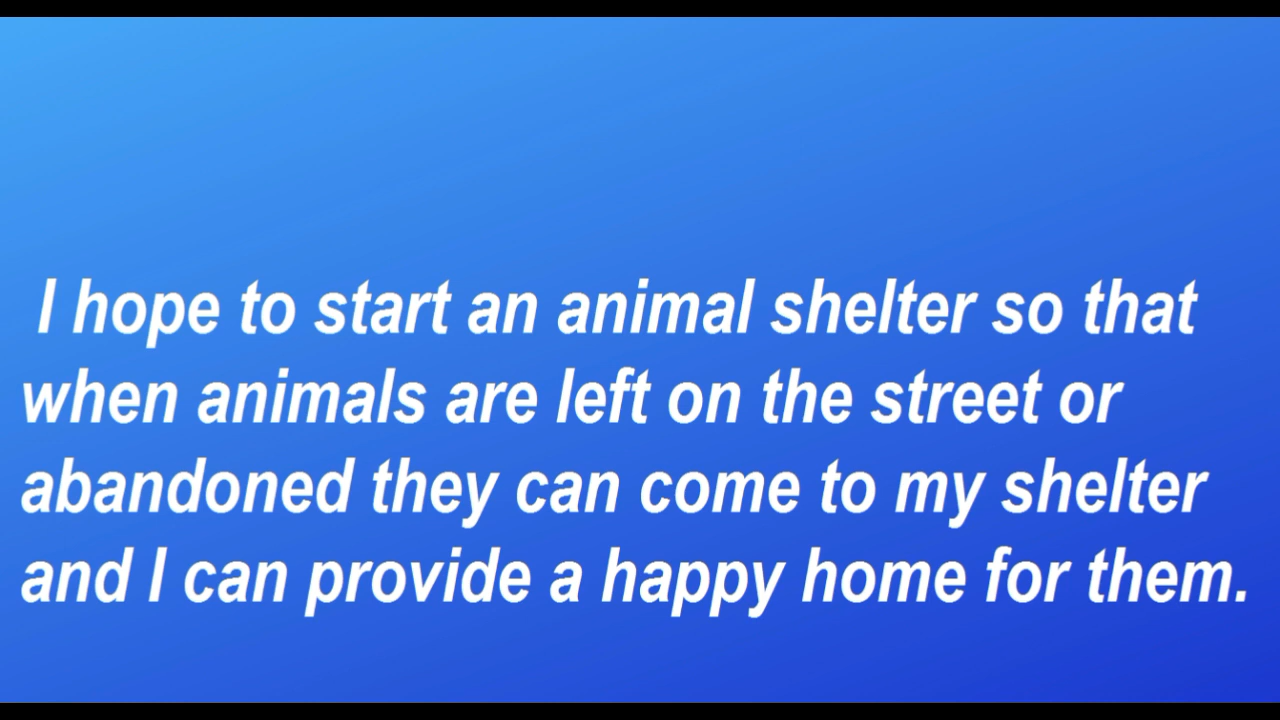 I hope to start an animal shelter so that
when animals are left on the street or
abandoned they can come to my shelter
and I can provide a happy home for them.